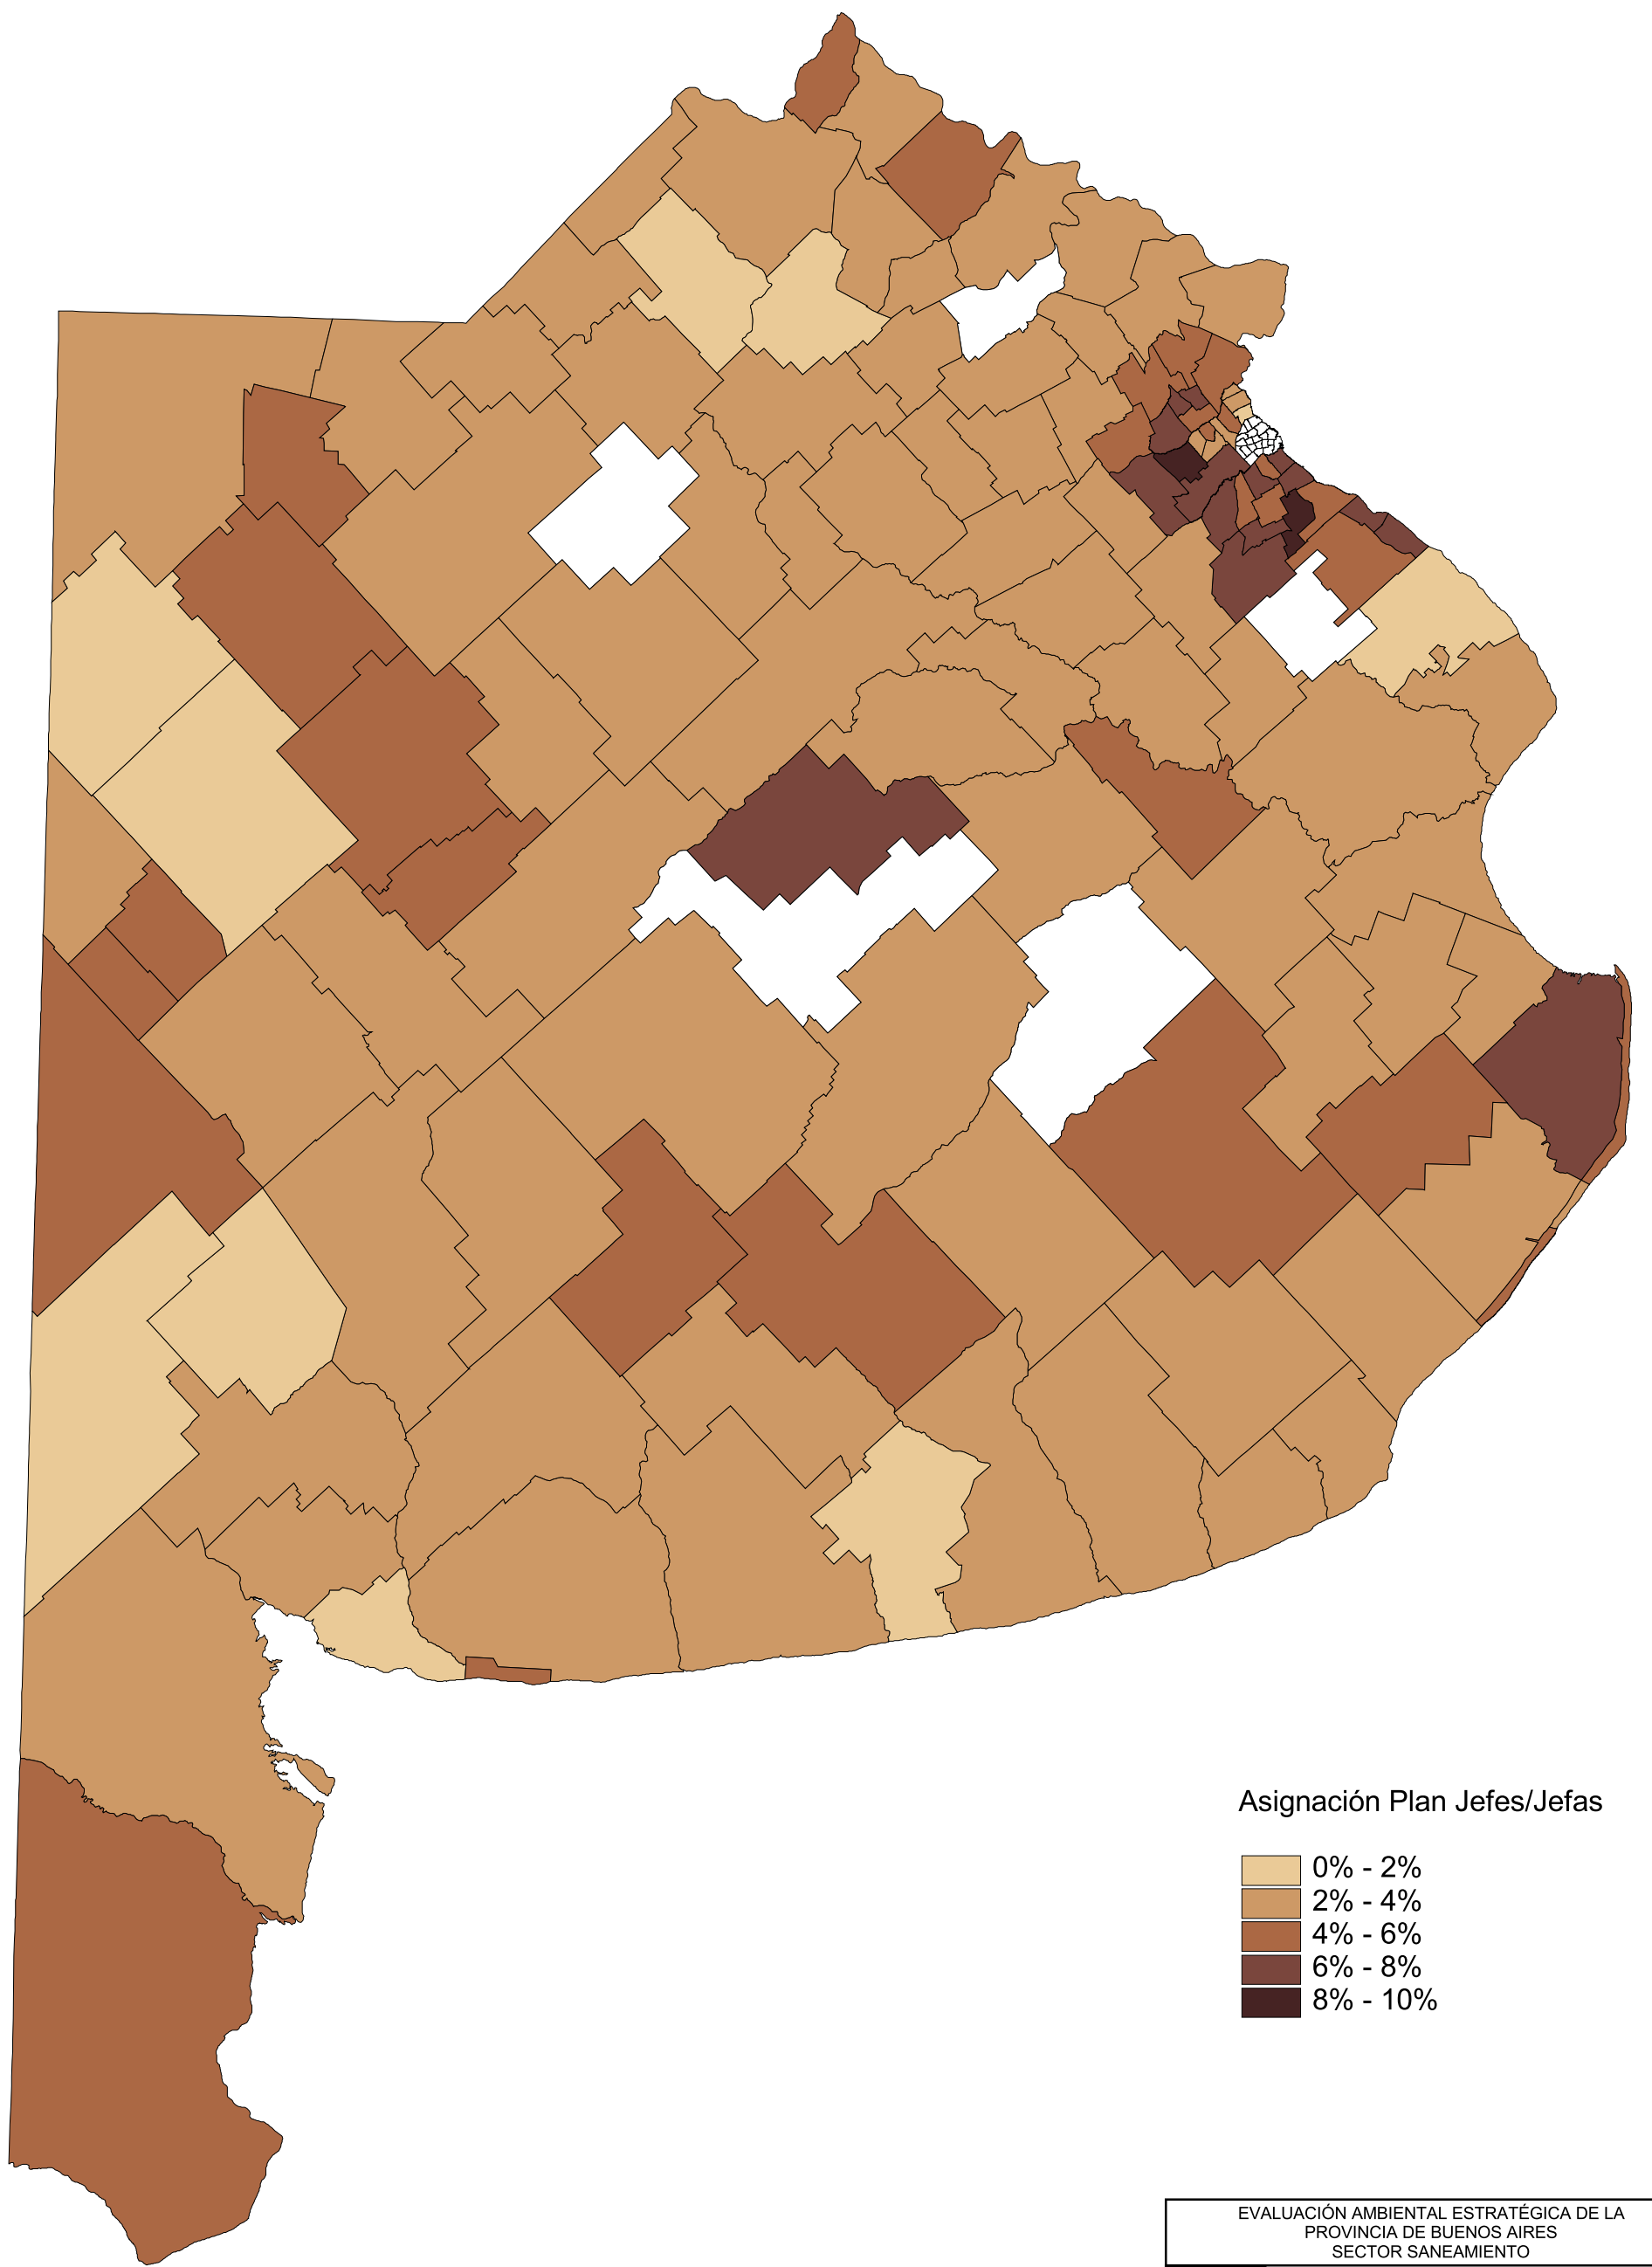 Asignación Plan Jefes/Jefas
0% - 2%
2% - 4%
4% - 6%
6% - 8%
8% - 10%
EVALUACIÓN AMBIENTAL ESTRATÉGICA DE LA
PROVINCIA DE BUENOS AIRES
SECTOR SANEAMIENTO